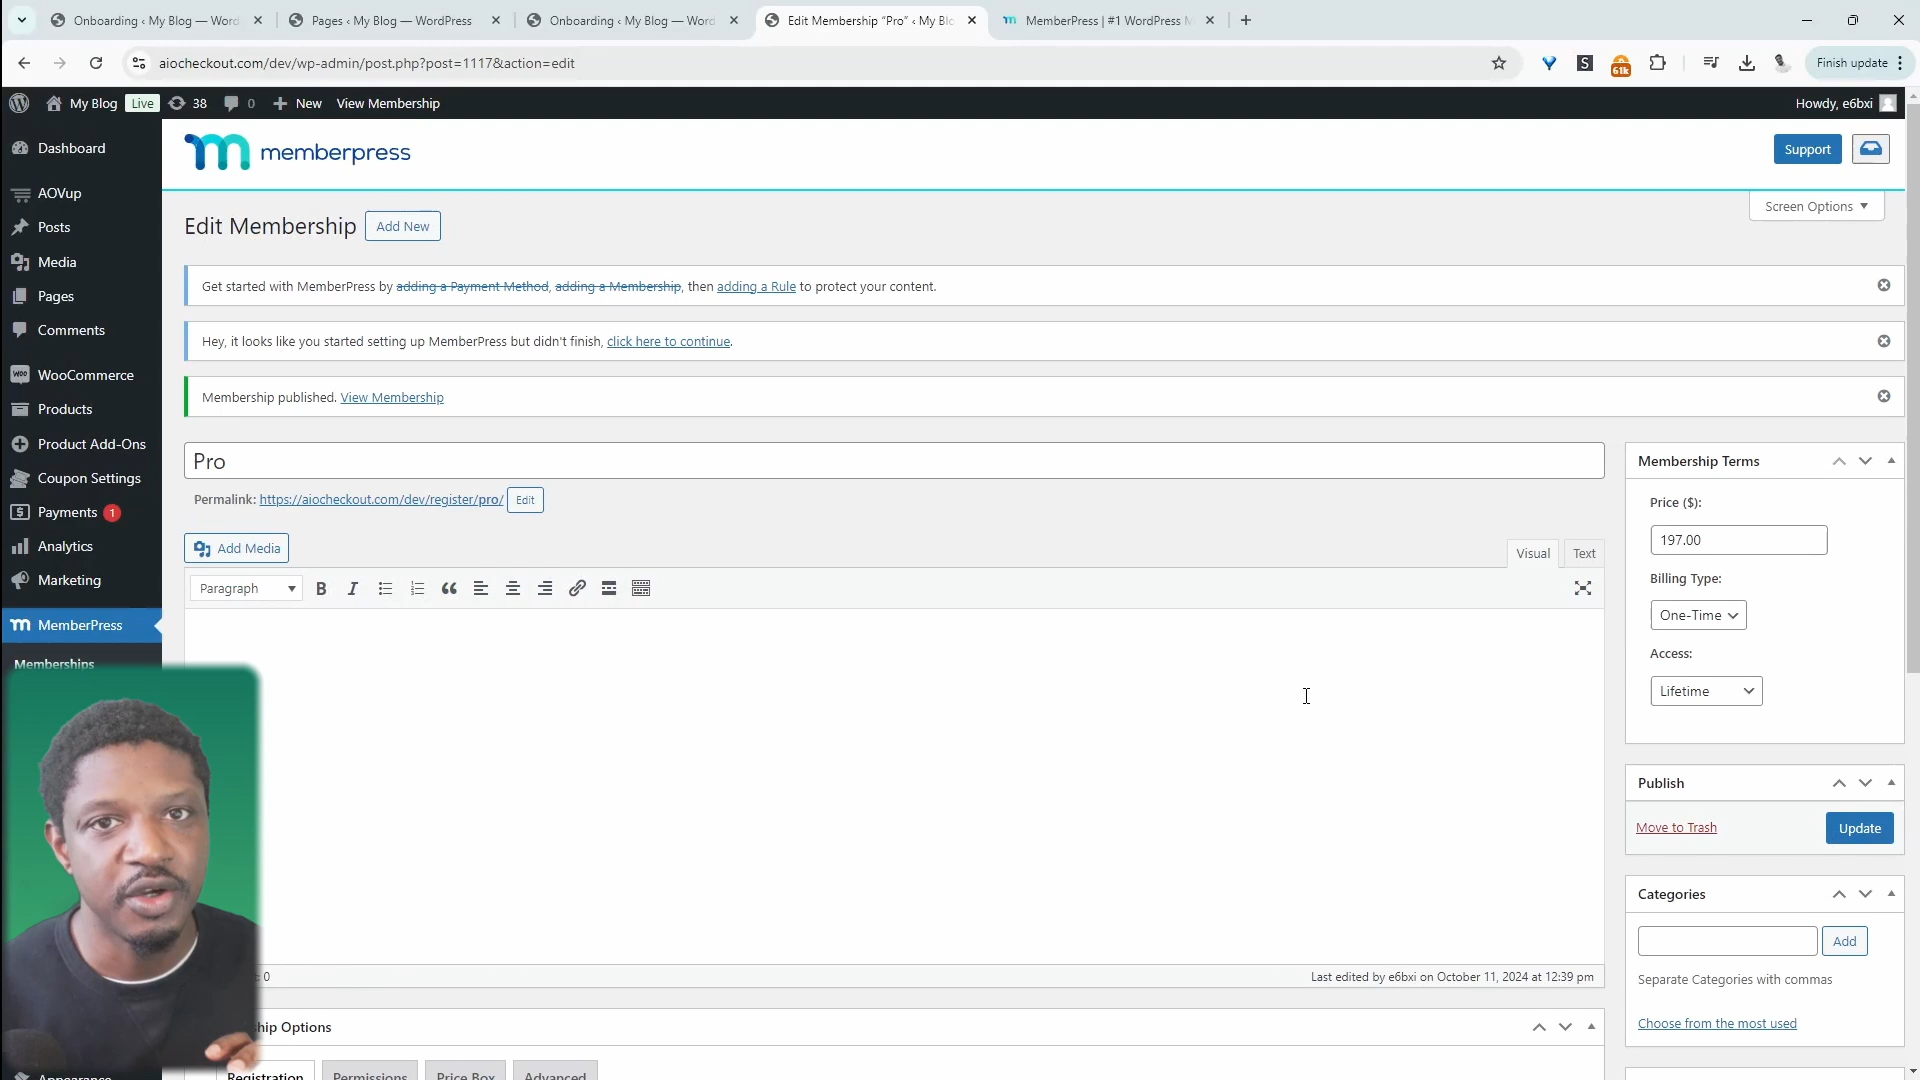 Onboarding ‹ My Blog — Word
Pages ‹ My Blog — WordPress
Onboarding ‹ My Blog — Word
Edit Membership "Pro" ‹ My Blo
MemberPress | #1 WordPress M
aiocheckout.com/dev/wp-admin/post.php?post=1117&action=edit
S
61k
Finish update
My Blog
Live
38
0
New
View Membership
Howdy, e6bxi
Dashboard
AOVup
Posts
Media
Pages
Comments
WooCommerce
Products
Product Add-Ons
Coupon Settings
Payments 1
Analytics
Marketing
MemberPress
Memberships
memberpress
Support
Screen Options
Edit Membership
Add New
Get started with MemberPress by adding a Payment Method, adding a Membership, then adding a Rule to protect your content.
Hey, it looks like you started setting up MemberPress but didn't finish, click here to continue.
Membership published. View Membership
Pro
Permalink: https://aiocheckout.com/dev/register/pro/ Edit
Add Media
Visual
Text
Paragraph
: 0
Last edited by e6bxi on October 11, 2024 at 12:39 pm
hip Options
Registration
Permissions
Price Box
Advanced
Membership Terms
Price ($):
197.00
Billing Type:
One-Time
Access:
Lifetime
Publish
Move to Trash
Update
Categories
Add
Separate Categories with commas
Choose from the most used